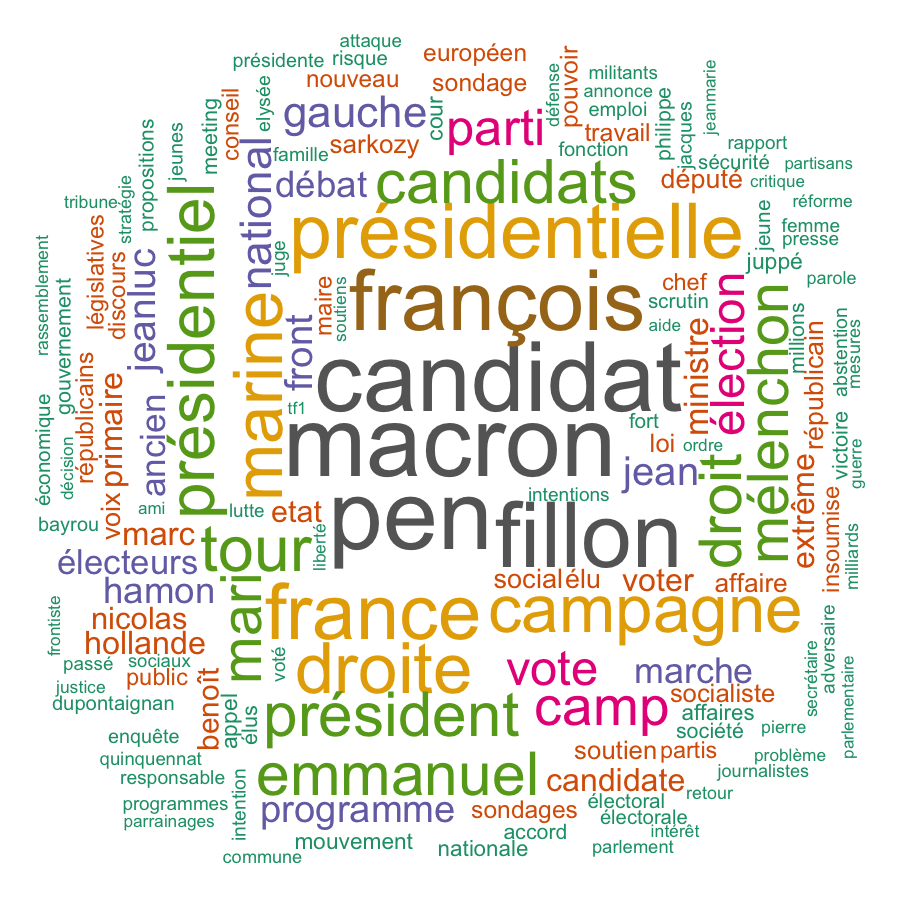 attaque
européen
présidente
risque
nouveau
sondage
pouvoir
militants
jeanmarie
elysée
conseil
meeting
gauche
cour
parti
défense
annonce
emploi
philippe
jacques
travail
rapport
jeunes
propositions
famille
sarkozy
fonction
sécurité
partisans
stratégie
national
débat
candidats
député
critique
tribune
présidentiel
présidentielle
jeune
réforme
femme
presse
législatives
discours
juge
juppé
rassemblement
gouvernement
jeanluc
maire
soutiens
françois
chef
scrutin
parole
marine
front
candidat
aide
ministre
élection
mélenchon
millions
républicain
abstention
mesures
républicains
primaire
économique
décision
ancien
tf1
macron
fort
loi
ordre
droit
extrême
victoire
guerre
voix
ami
lutte
etat
pen
intentions
jean
insoumise
bayrou
marc
tour
liberté
fillon
milliards
électeurs
hamon
mari
social
élu
voter
affaire
frontiste
nicolas
france
campagne
hollande
passé
sociaux
public
benoît
voté
droite
vote
marche
secrétaire
adversaire
justice
dupontaignan
appel
élus
président
camp
socialiste
affaires
société
pierre
parlementaire
enquête
quinquennat
responsable
intention
emmanuel
soutien
partis
candidate
problème
journalistes
programmes
parrainages
programme
sondages
électoral
électorale
retour
intérêt
mouvement
accord
nationale
parlement
commune